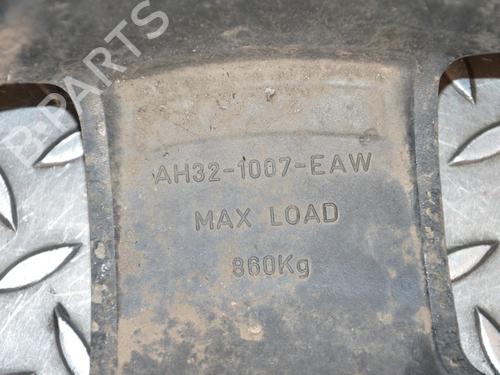 B-PARTS
AH32-1007-EAW
MAX LOAD
860Kg